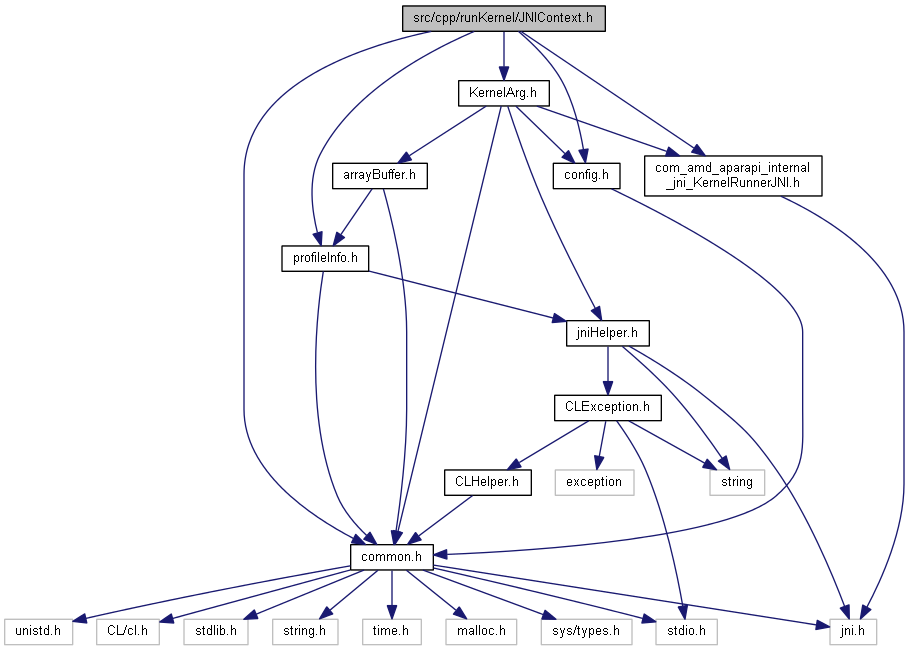 src/cpp/runKernel/JNIContext.h
KernelArg.h
arrayBuffer.h
config.h
com_amd_aparapi_internal
_jni_KernelRunnerJNI.h
profileInfo.h
jniHelper.h
CLException.h
CLHelper.h
exception
string
common.h
unistd.h
CL/cl.h
stdlib.h
string.h
time.h
malloc.h
sys/types.h
stdio.h
jni.h